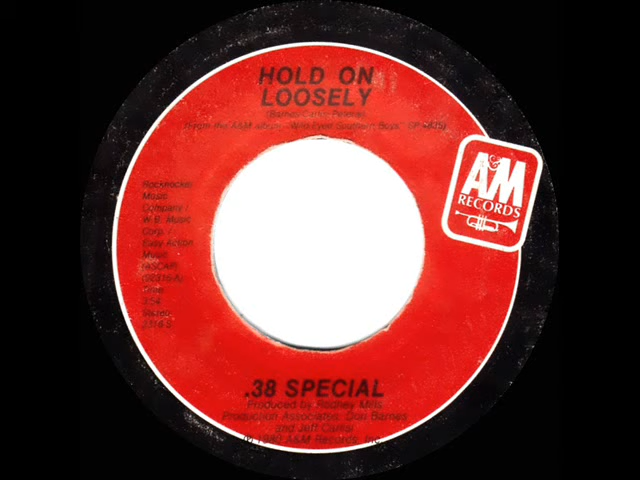 HOLD ON
LOOSELY
(Barnes-Carlisi-Peterik)
(From the A&M album "Wild-Eyed Southern Boys" SP-4835)
A&M
RECORDS
Rocknocker
Music
Company /
W.B. Music
Corp. /
Easy Action
Music
(ASCAP)
Time
3:54
Stereo
2316-S
.38 SPECIAL
Produced by Rodney Mills
Production Associates: Don Barnes
and Jeff Carlisi
℗ 1980 A&M Records, Inc.